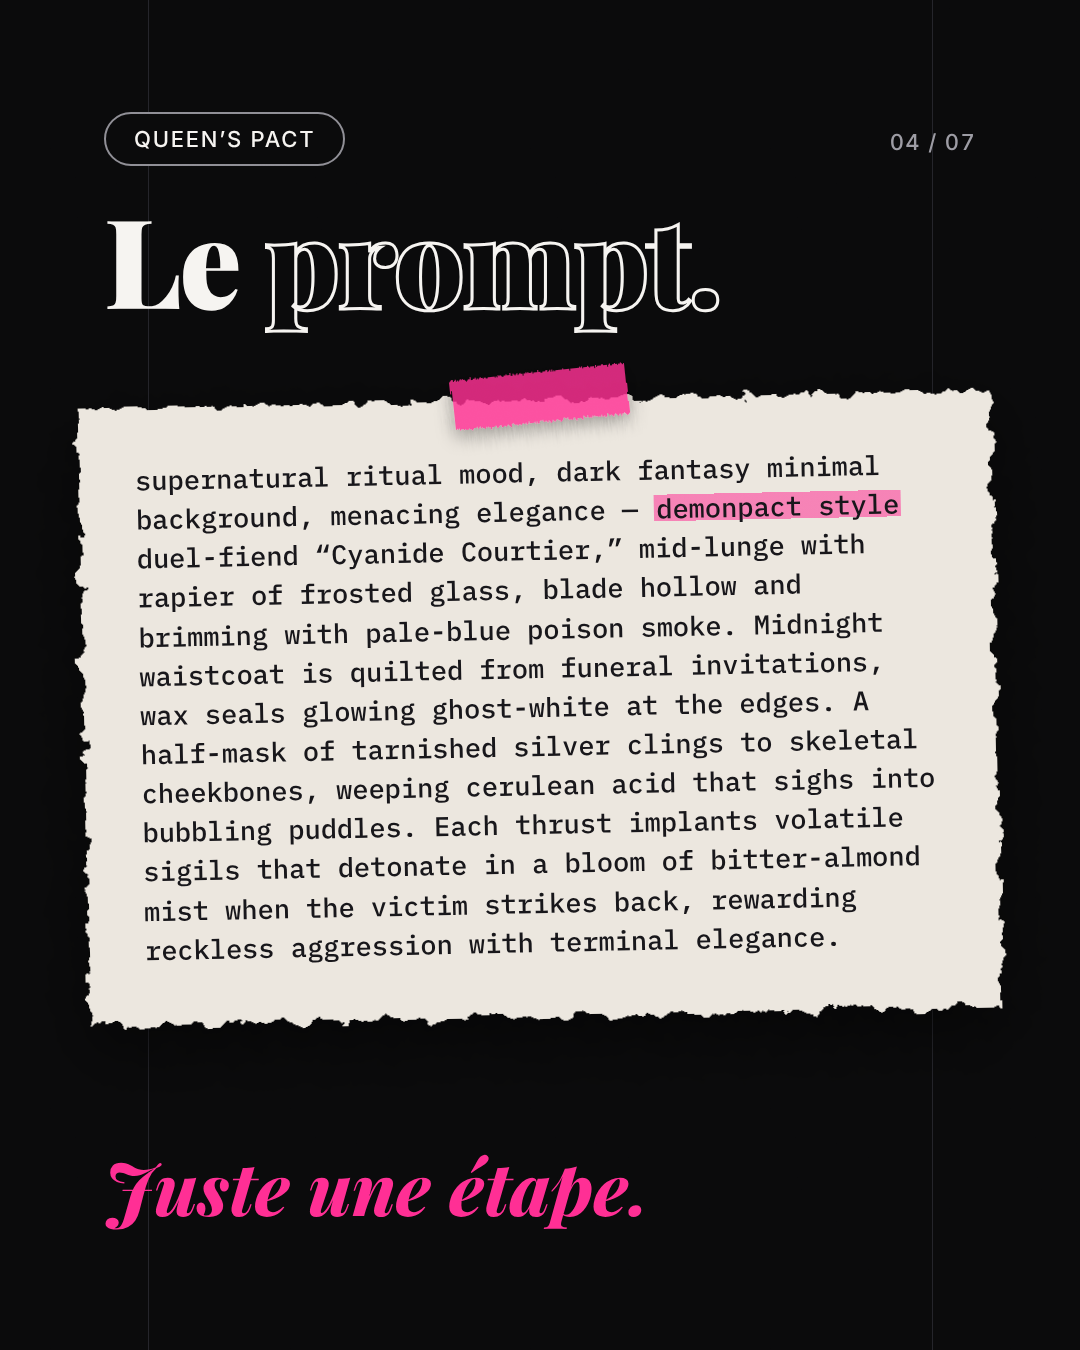 QUEEN’S PACT
04 / 07
Le prompt.
supernatural ritual mood, dark fantasy minimal
background, menacing elegance — demonpact style
duel-fiend “Cyanide Courtier,” mid-lunge with
rapier of frosted glass, blade hollow and
brimming with pale-blue poison smoke. Midnight
waistcoat is quilted from funeral invitations,
wax seals glowing ghost-white at the edges. A
half-mask of tarnished silver clings to skeletal
cheekbones, weeping cerulean acid that sighs into
bubbling puddles. Each thrust implants volatile
sigils that detonate in a bloom of bitter-almond
mist when the victim strikes back, rewarding
reckless aggression with terminal elegance.
Juste une étape.